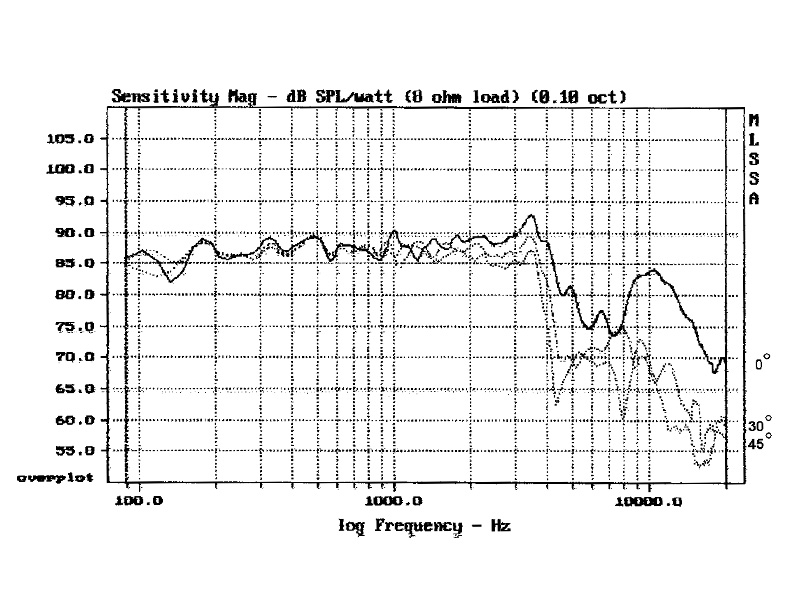 Sensitivity Mag - dB SPL/watt (8 ohm load) (0.10 oct)
MLSSA
105.0
100.0
95.0
90.0
85.0
80.0
75.0
70.0
65.0
60.0
55.0
0°
30°
45°
overplot
100.0 1000.0 10000.0
log Frequency - Hz